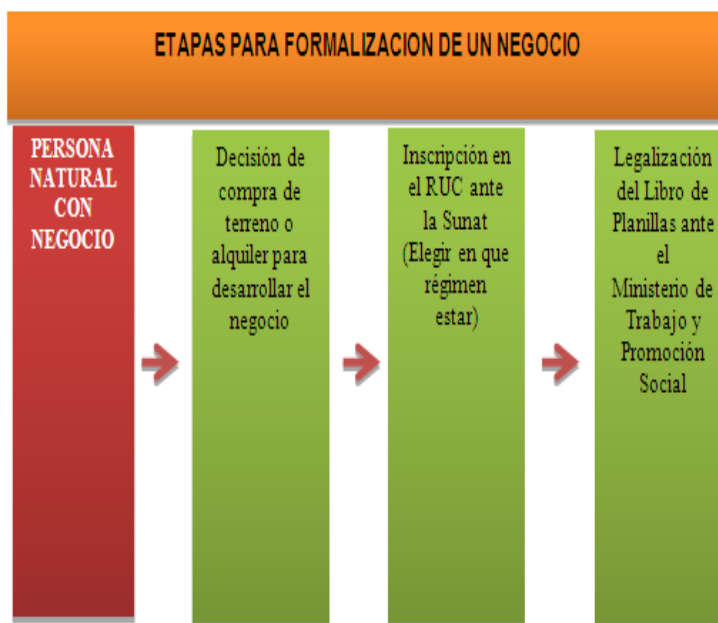 ETAPAS PARA FORMALIZACION DE UN NEGOCIO
PERSONA
NATURAL
CON
NEGOCIO
Decisión de
compra de
terreno o
alquiler para
desarrollar el
negocio
Inscripción en
el RUC ante
la Sunat
(Elegir en que
régimen
estar)
Legalización
del Libro de
Planillas ante
el
Ministerio de
Trabajo y
Promoción
Social